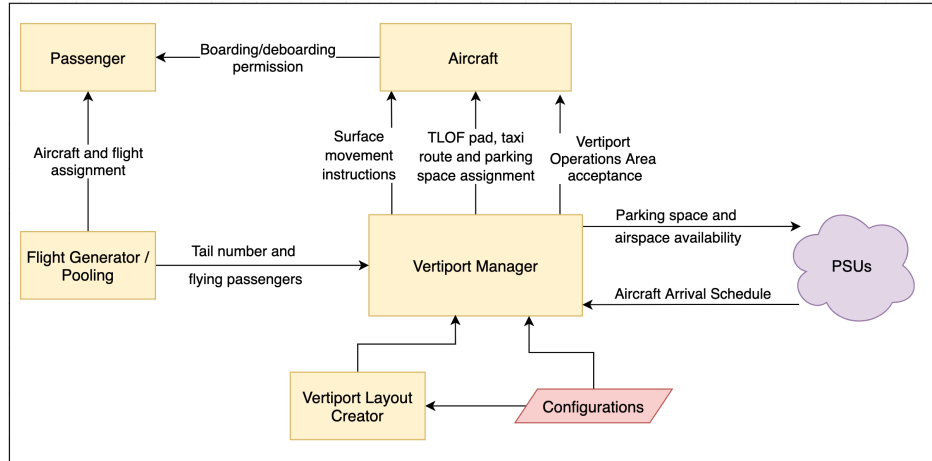 Passenger
Boarding/deboarding
permission
Aircraft
Aircraft and flight
assignment
Surface
movement
instructions
TLOF pad, taxi
route and parking
space assignment
Vertiport
Operations Area
acceptance
Flight Generator /
Pooling
Tail number and
flying passengers
Vertiport Manager
Parking space and
airspace availability
PSUs
Aircraft Arrival Schedule
Vertiport Layout
Creator
Configurations